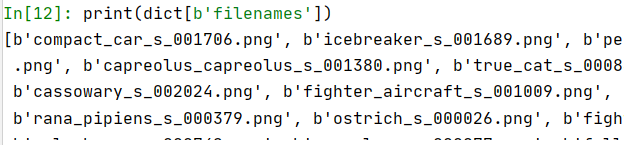 In[12]: print(dict[b'filenames'])
[b'compact_car_s_001706.png', b'icebreaker_s_001689.png', b'pe
.png', b'capreolus_capreolus_s_001380.png', b'true_cat_s_0008
b'cassowary_s_002024.png', b'fighter_aircraft_s_001009.png',
b'rana_pipiens_s_000379.png', b'ostrich_s_000026.png', b'figh